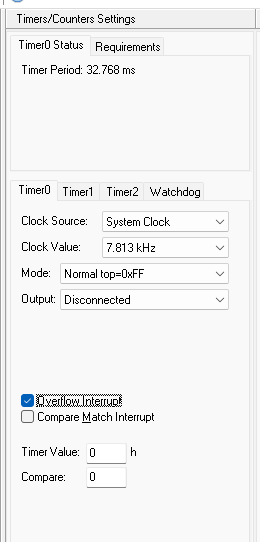 Timers/Counters Settings
Timer0 Status Requirements
Timer Period: 32.768 ms
Timer0 Timer1 Timer2 Watchdog
Clock Source: System Clock
Clock Value: 7.813 kHz
Mode: Normal top=0xFF
Output: Disconnected
Overflow Interrupt
Compare Match Interrupt
Timer Value: 0 h
Compare: 0